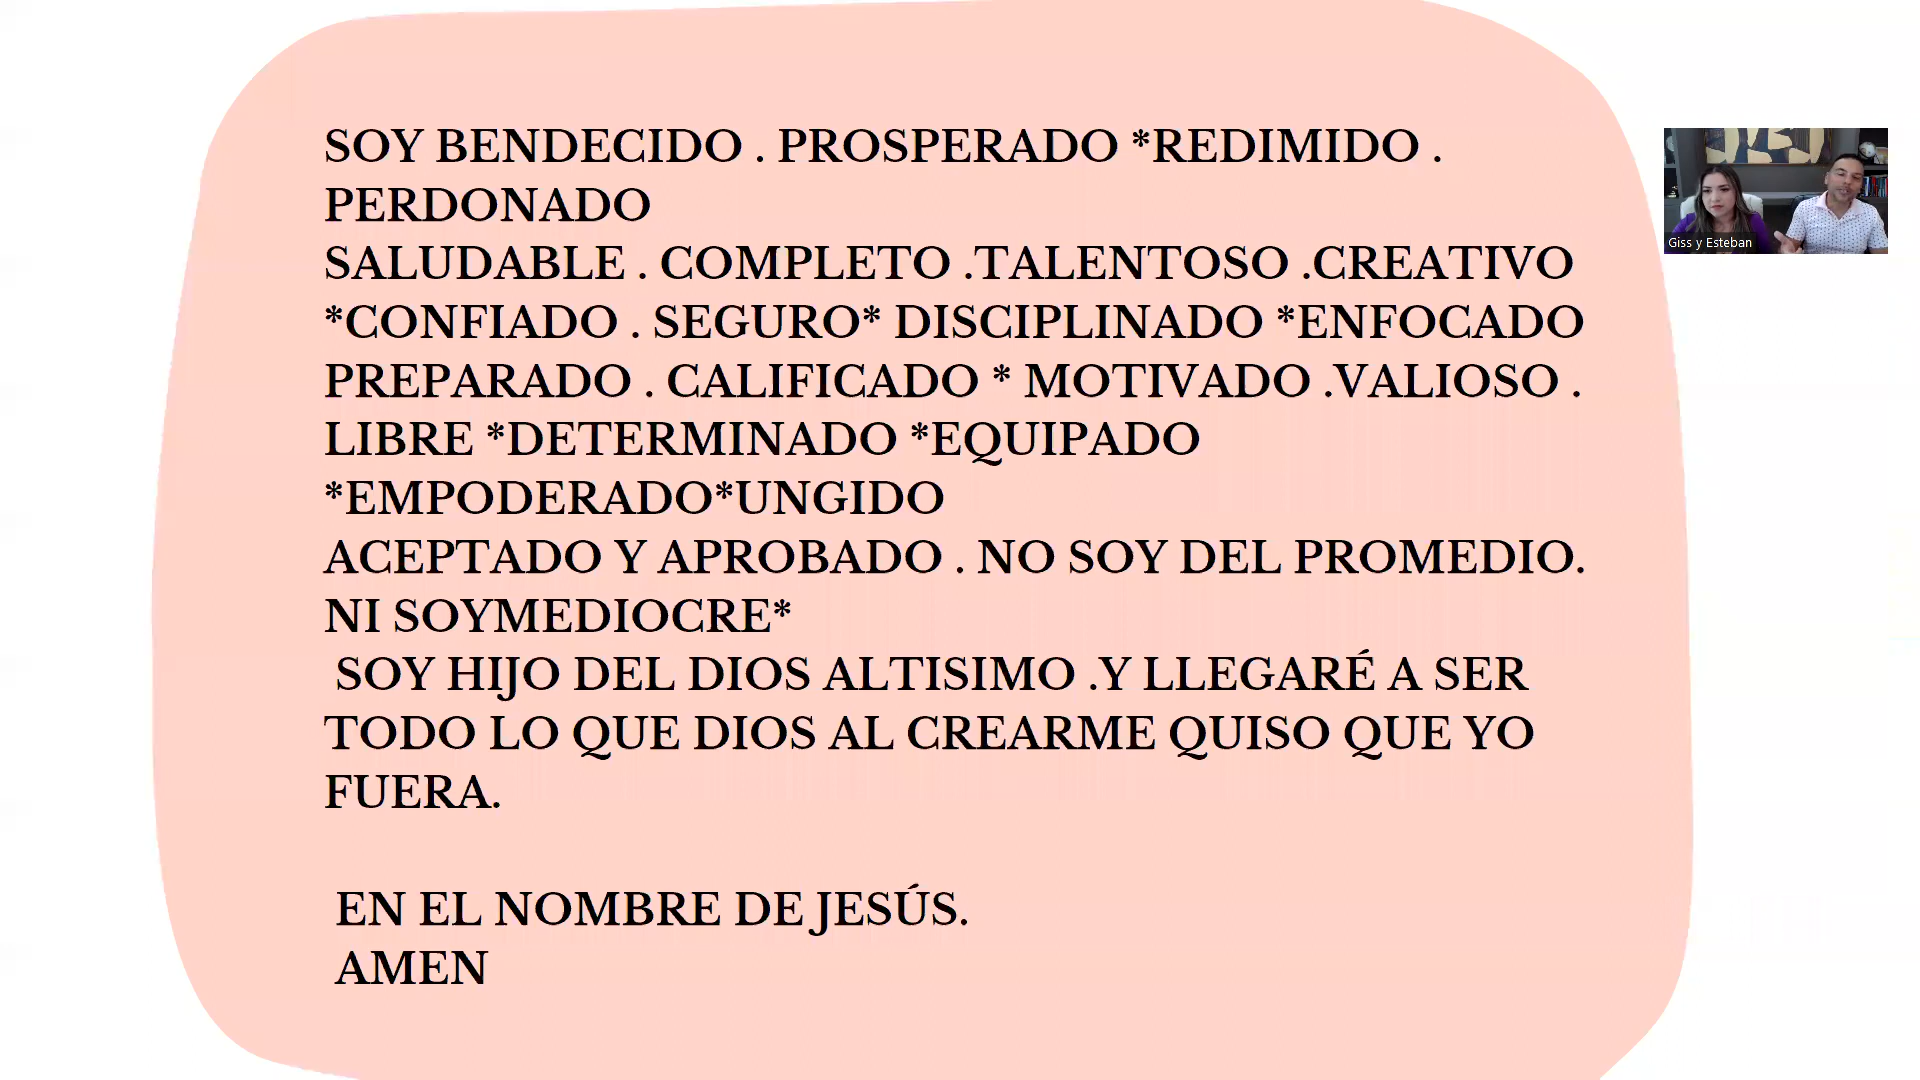 SOY BENDECIDO . PROSPERADO *REDIMIDO .
PERDONADO
SALUDABLE . COMPLETO .TALENTOSO .CREATIVO
*CONFIADO . SEGURO* DISCIPLINADO *ENFOCADO
PREPARADO . CALIFICADO * MOTIVADO .VALIOSO .
LIBRE *DETERMINADO *EQUIPADO
*EMPODERADO*UNGIDO
ACEPTADO Y APROBADO . NO SOY DEL PROMEDIO.
NI SOYMEDIOCRE*
SOY HIJO DEL DIOS ALTISIMO .Y LLEGARÉ A SER
TODO LO QUE DIOS AL CREARME QUISO QUE YO
FUERA.
EN EL NOMBRE DE JESÚS.
AMEN
Giss y Esteban